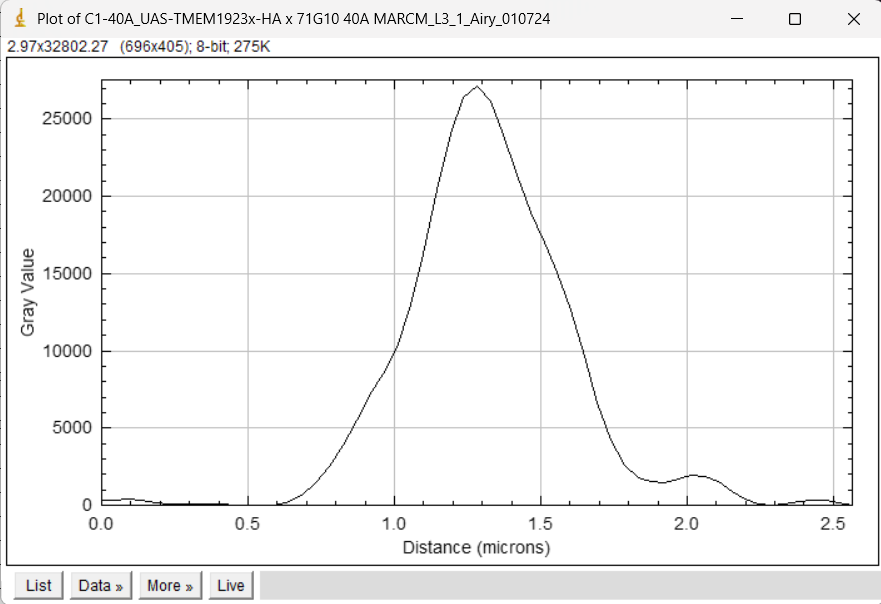 Plot of C1-40A_UAS-TMEM1923x-HA x 71G10 40A MARCM_L3_1_Airy_010724
2.97x32802.27 (696x405); 8-bit; 275K
25000
20000
15000
10000
5000
0
Gray Value
0.0 0.5 1.0 1.5 2.0 2.5
Distance (microns)
List Data » More » Live